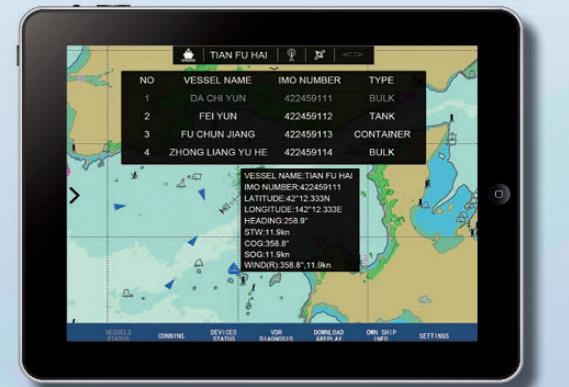 TIAN FU HAI
NO VESSEL NAME IMO NUMBER TYPE
1 DA CHI YUN 422459111 BULK
2 FEI YUN 422459112 TANK
3 FU CHUN JIANG 422459113 CONTAINER
4 ZHONG LIANG YU HE 422459114 BULK
VESSEL NAME:TIAN FU HAI
IMO NUMBER:422459111
LATITUDE:42°12.333N
LONGITUDE:142°12.333E
HEADING:258.9°
STW:11.9kn
COG:358.8°
SOG:11.9kn
WIND(R):358.8°,11.9kn
VESSELS STATUS
CONNING
DEVICES STATUS
VDR DIAGNOSIS
DOWNLOAD &REPLAY
OWN SHIP INFO
SETTINGS